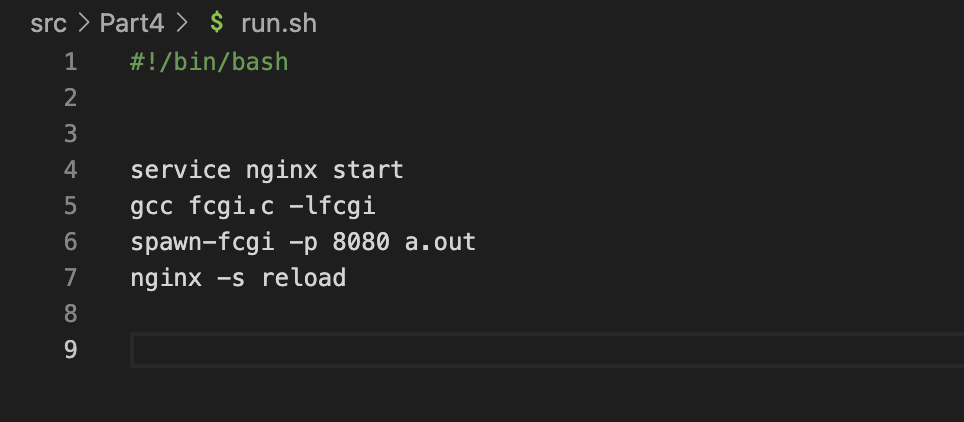 src > Part4 > $ run.sh
1 #!/bin/bash
2
3
4 service nginx start
5 gcc fcgi.c -lfcgi
6 spawn-fcgi -p 8080 a.out
7 nginx -s reload
8
9